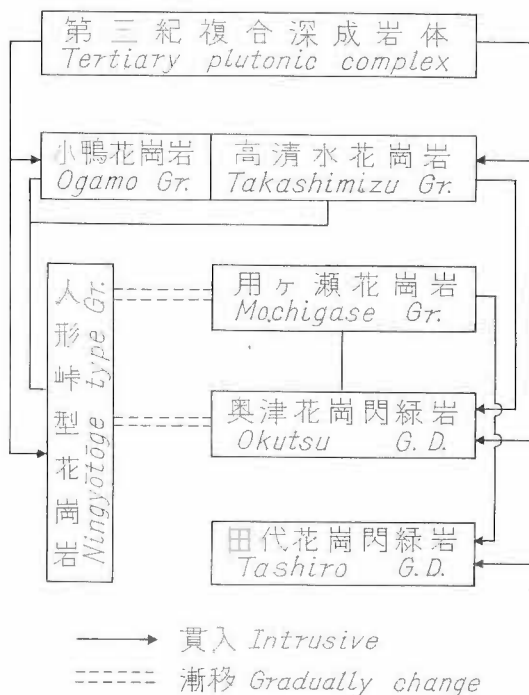 第三紀複合深成岩体
Tertiary plutonic complex
小鴨花崗岩
Ogamo Gr.
高清水花崗岩
Takashimizu Gr.
人形峠型花崗岩
Ningyōtōge type Gr.
用ヶ瀬花崗岩
Mochigase Gr.
奥津花崗閃緑岩
Okutsu G.D.
田代花崗閃緑岩
Tashiro G.D.
貫入 Intrusive
漸移 Gradually change